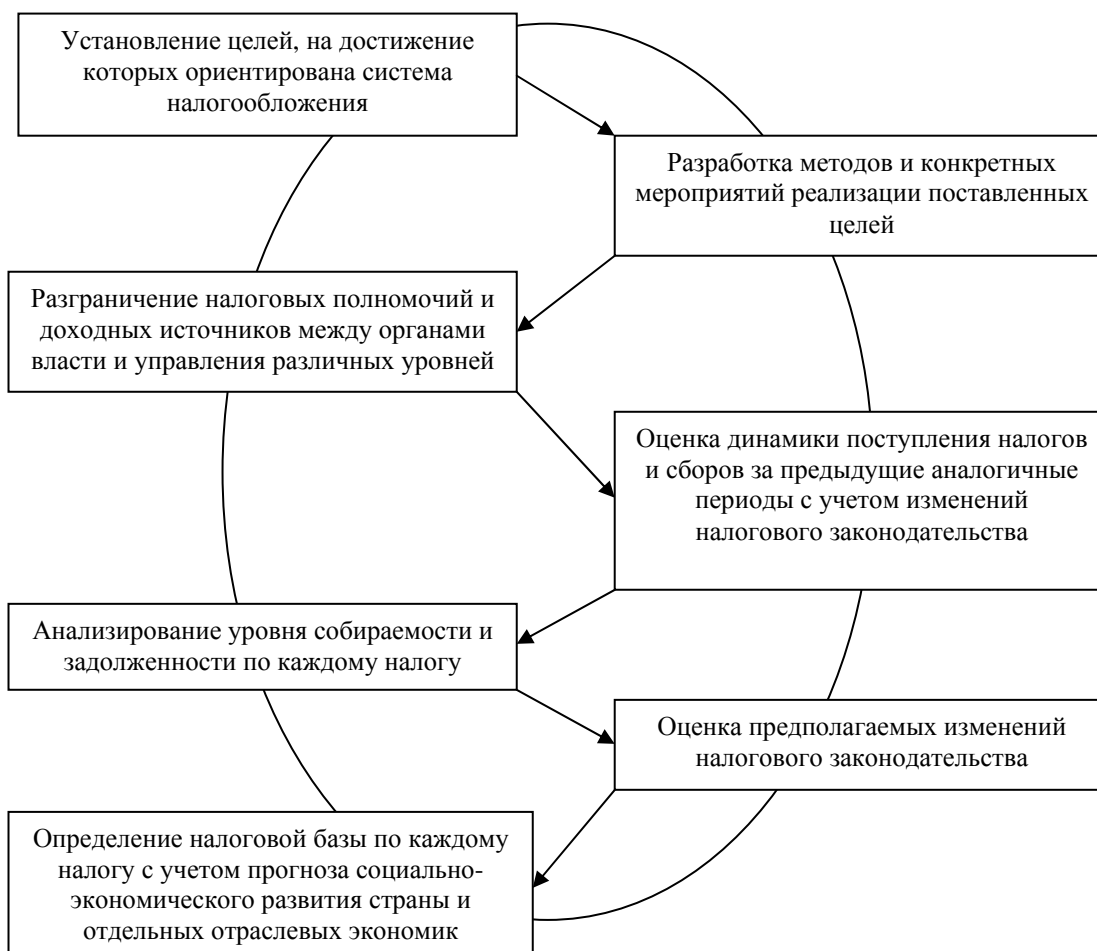 Установление целей, на достижение
которых ориентирована система
налогообложения
Разработка методов и конкретных
мероприятий реализации поставленных
целей
Разграничение налоговых полномочий и
доходных источников между органами
власти и управления различных уровней
Оценка динамики поступления налогов
и сборов за предыдущие аналогичные
периоды с учетом изменений
налогового законодательства
Анализирование уровня собираемости и
задолженности по каждому налогу
Оценка предполагаемых изменений
налогового законодательства
Определение налоговой базы по каждому
налогу с учетом прогноза социально-
экономического развития страны и
отдельных отраслевых экономик